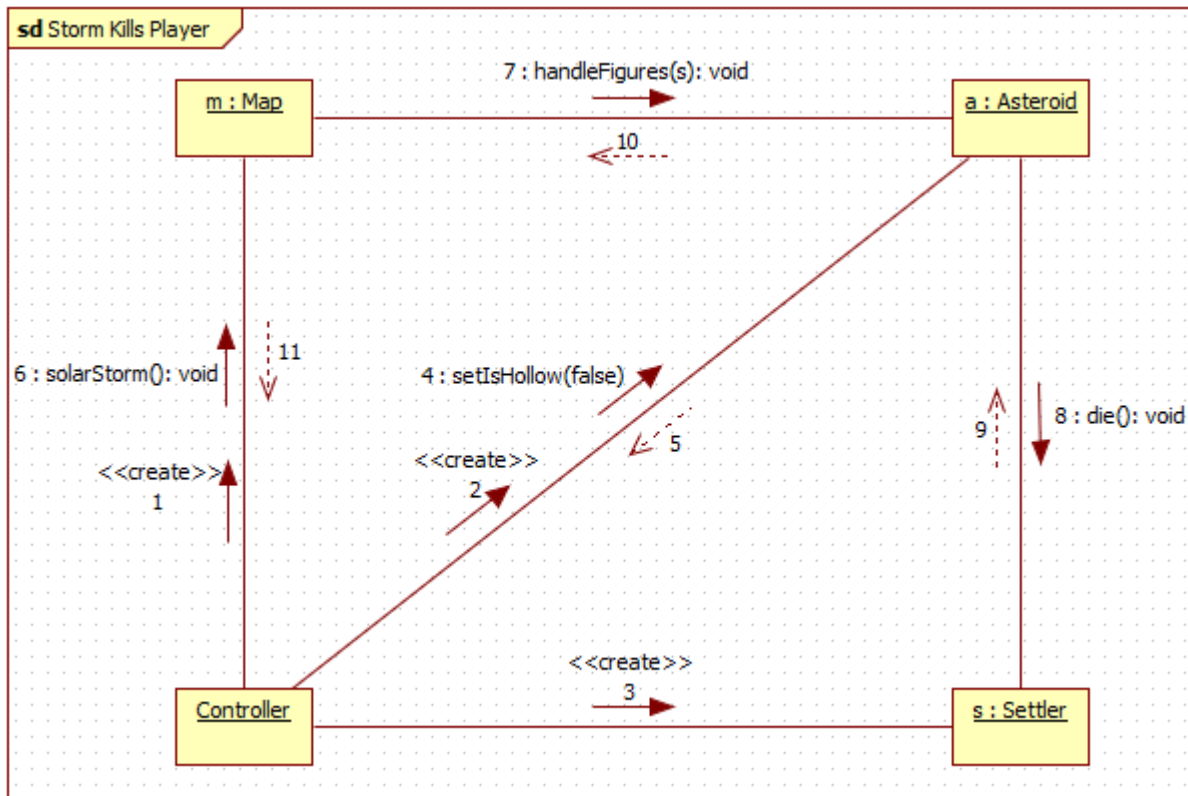 sd Storm Kills Player
7 : handleFigures(s): void
m : Map
a : Asteroid
10
11
6 : solarStorm(): void
4 : setIsHollow(false)
8 : die(): void
9
5
<<create>>
2
<<create>>
1
<<create>>
3
Controller
s : Settler